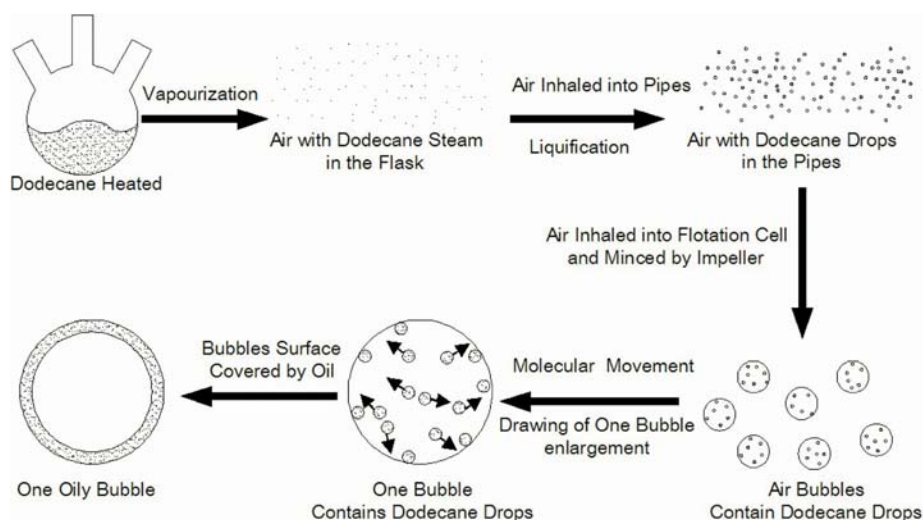 Dodecane Heated
Vapourization
Air with Dodecane Steam
in the Flask
Air Inhaled into Pipes
Liquification
Air with Dodecane Drops
in the Pipes
Air Inhaled into Flotation Cell
and Minced by Impeller
Air Bubbles
Contain Dodecane Drops
Molecular Movement
Drawing of One Bubble
enlargement
One Bubble
Contains Dodecane Drops
Bubbles Surface
Covered by Oil
One Oily Bubble